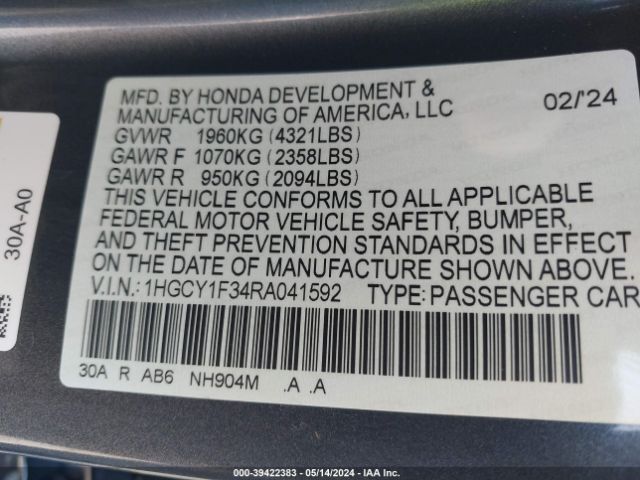 MFD. BY HONDA DEVELOPMENT &
MANUFACTURING OF AMERICA, LLC 02/'24
GVWR 1960KG (4321LBS)
GAWR F 1070KG (2358LBS)
GAWR R 950KG (2094LBS)
THIS VEHICLE CONFORMS TO ALL APPLICABLE
FEDERAL MOTOR VEHICLE SAFETY, BUMPER,
AND THEFT PREVENTION STANDARDS IN EFFECT
ON THE DATE OF MANUFACTURE SHOWN ABOVE.
V.I.N.: 1HGCY1F34RA041592 TYPE: PASSENGER CAR
30A R AB6 NH904M .A .A
30A-A0
000-39422383 - 05/14/2024 - IAA Inc.